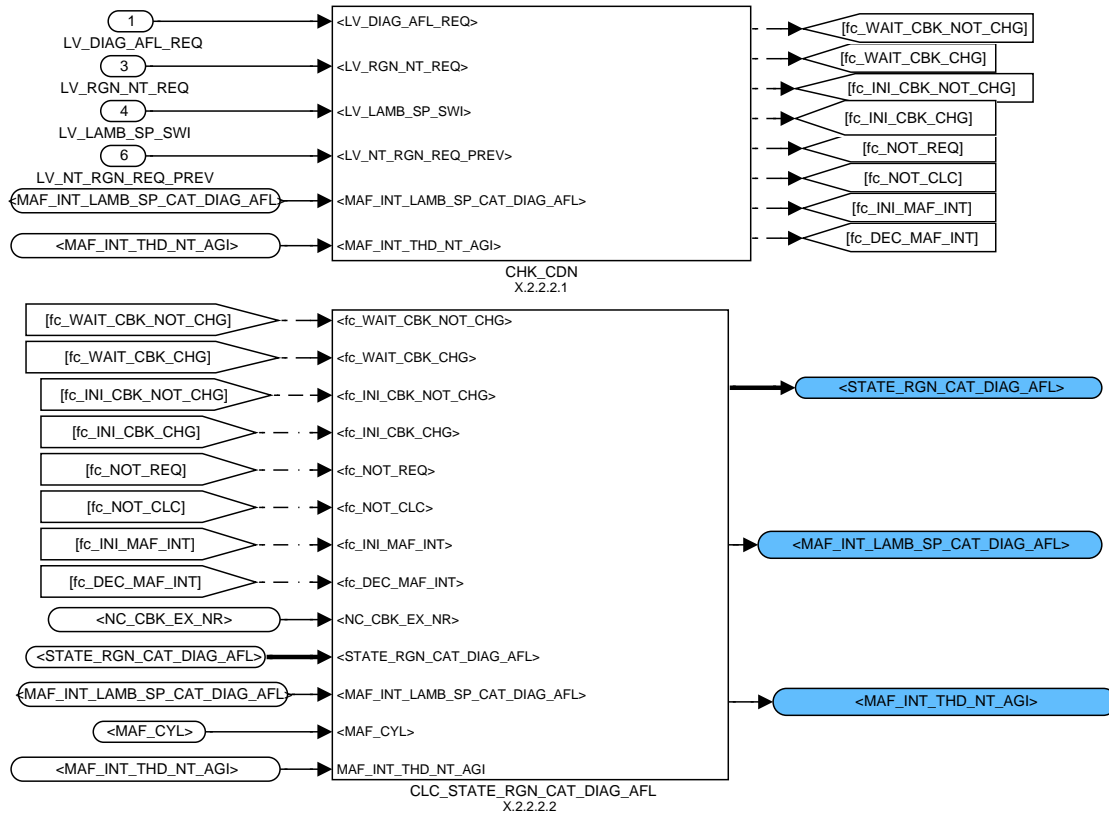 1
LV_DIAG_AFL_REQ
3
LV_RGN_NT_REQ
4
LV_LAMB_SP_SWI
6
LV_NT_RGN_REQ_PREV
<MAF_INT_LAMB_SP_CAT_DIAG_AFL>
<MAF_INT_THD_NT_AGI>
<LV_DIAG_AFL_REQ>
<LV_RGN_NT_REQ>
<LV_LAMB_SP_SWI>
<LV_NT_RGN_REQ_PREV>
<MAF_INT_LAMB_SP_CAT_DIAG_AFL>
<MAF_INT_THD_NT_AGI>
[fc_WAIT_CBK_NOT_CHG]
[fc_WAIT_CBK_CHG]
[fc_INI_CBK_NOT_CHG]
[fc_INI_CBK_CHG]
[fc_NOT_REQ]
[fc_NOT_CLC]
[fc_INI_MAF_INT]
[fc_DEC_MAF_INT]
CHK_CDN
X.2.2.2.1
[fc_WAIT_CBK_NOT_CHG]
[fc_WAIT_CBK_CHG]
[fc_INI_CBK_NOT_CHG]
[fc_INI_CBK_CHG]
[fc_NOT_REQ]
[fc_NOT_CLC]
[fc_INI_MAF_INT]
[fc_DEC_MAF_INT]
<NC_CBK_EX_NR>
<STATE_RGN_CAT_DIAG_AFL>
<MAF_INT_LAMB_SP_CAT_DIAG_AFL>
<MAF_CYL>
<MAF_INT_THD_NT_AGI>
<fc_WAIT_CBK_NOT_CHG>
<fc_WAIT_CBK_CHG>
<fc_INI_CBK_NOT_CHG>
<fc_INI_CBK_CHG>
<fc_NOT_REQ>
<fc_NOT_CLC>
<fc_INI_MAF_INT>
<fc_DEC_MAF_INT>
<NC_CBK_EX_NR>
<STATE_RGN_CAT_DIAG_AFL>
<MAF_INT_LAMB_SP_CAT_DIAG_AFL>
<MAF_CYL>
MAF_INT_THD_NT_AGI
<STATE_RGN_CAT_DIAG_AFL>
<MAF_INT_LAMB_SP_CAT_DIAG_AFL>
<MAF_INT_THD_NT_AGI>
CLC_STATE_RGN_CAT_DIAG_AFL
X.2.2.2.2